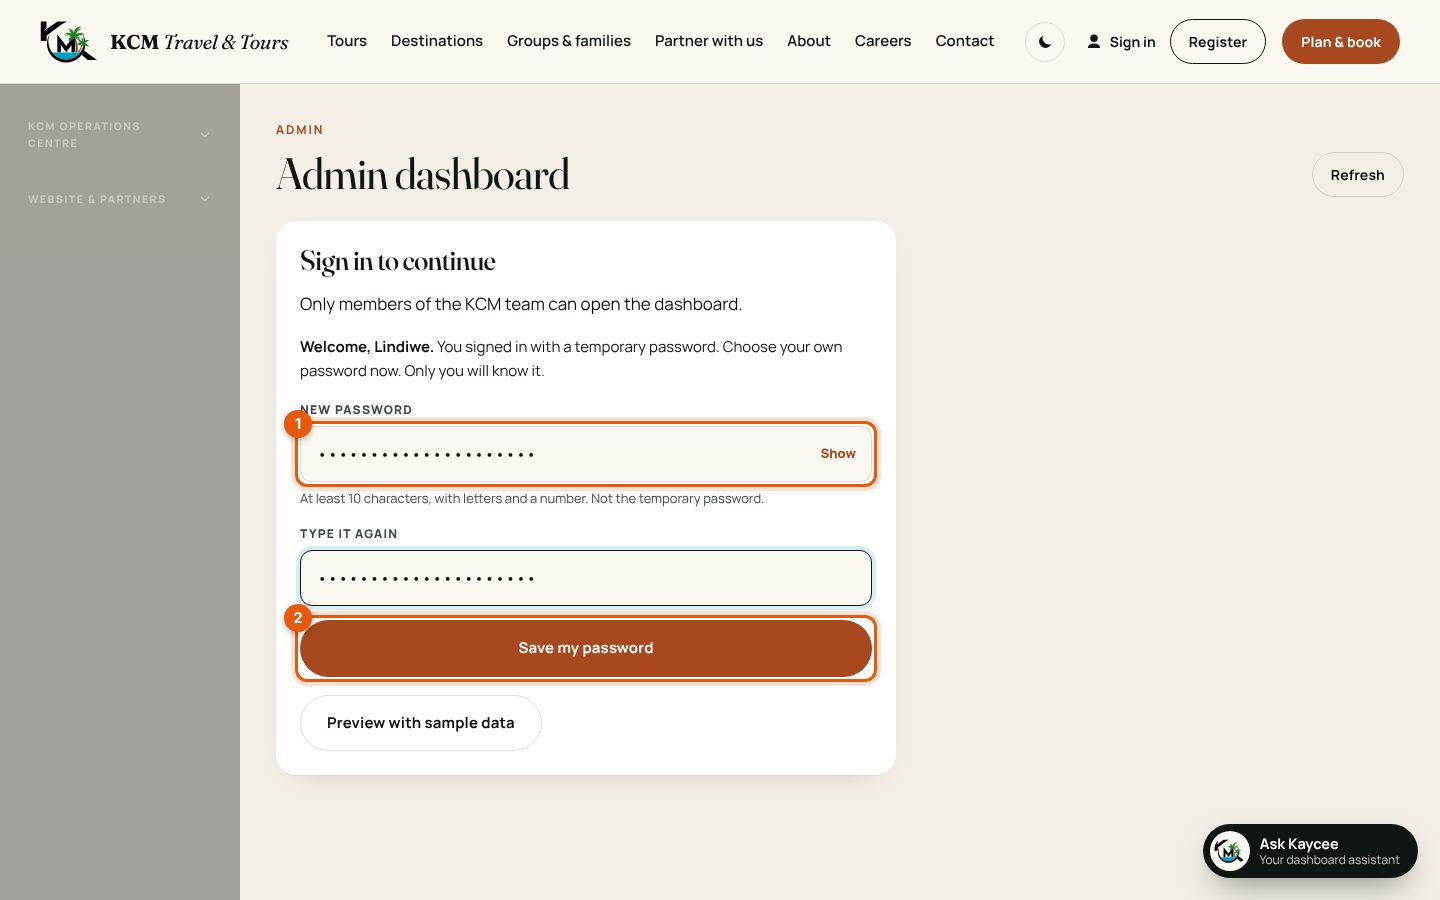 KM
KCM Travel & Tours
Tours
Destinations
Groups & families
Partner with us
About
Careers
Contact
Sign in
Register
Plan & book
KCM OPERATIONS
CENTRE
WEBSITE & PARTNERS
ADMIN
Admin dashboard
Refresh
Sign in to continue
Only members of the KCM team can open the dashboard.
Welcome, Lindiwe. You signed in with a temporary password. Choose your own
password now. Only you will know it.
NEW PASSWORD
1
•••••••••••••••••••••
Show
At least 10 characters, with letters and a number. Not the temporary password.
TYPE IT AGAIN
•••••••••••••••••••••
2
Save my password
Preview with sample data
Ask Kaycee
Your dashboard assistant